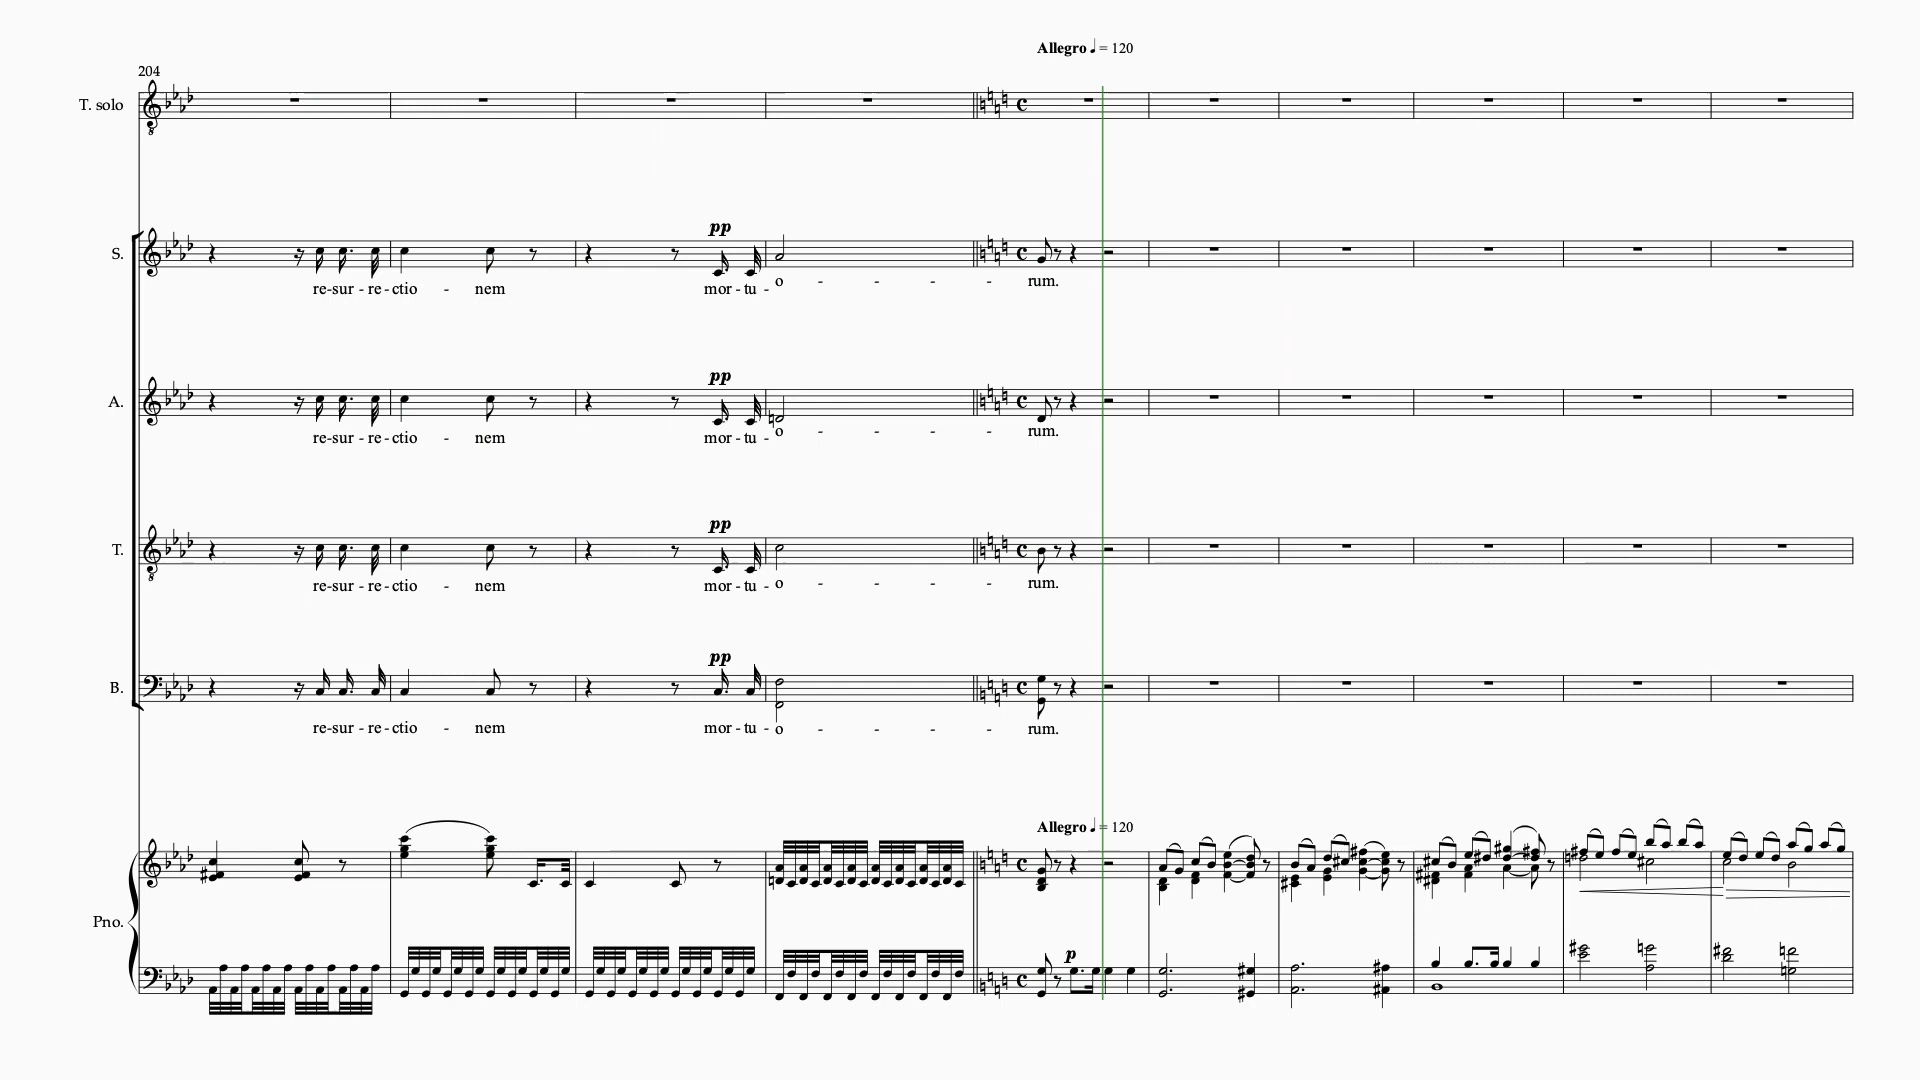 Allegro ♩ = 120
204
T. solo
pp
S.
re - sur - re - ctio - nem mor - tu - o - - - - rum.
pp
A.
re - sur - re - ctio - nem mor - tu - o - - - - rum.
pp
T.
re - sur - re - ctio - nem mor - tu - o - - - - rum.
pp
B.
re - sur - re - ctio - nem mor - tu - o - - - - rum.
Allegro ♩ = 120
Pno.
p